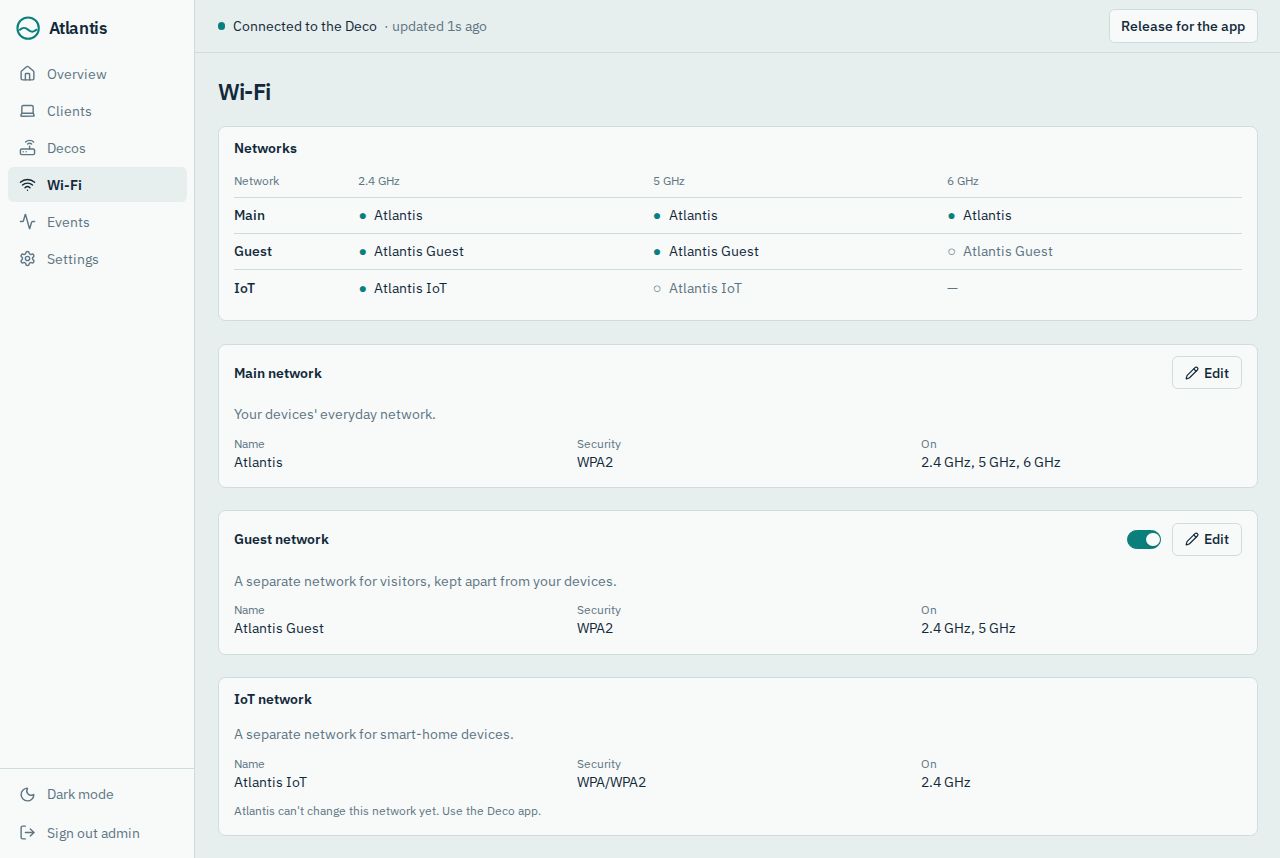 Atlantis
Overview
Clients
Decos
Wi-Fi
Events
Settings
Dark mode
Sign out admin
Connected to the Deco · updated 1s ago
Release for the app
Wi-Fi
Networks
Network 2.4 GHz 5 GHz 6 GHz
Main Atlantis Atlantis Atlantis
Guest Atlantis Guest Atlantis Guest Atlantis Guest
IoT Atlantis IoT Atlantis IoT —
Main network Edit
Your devices' everyday network.
Name Security On
Atlantis WPA2 2.4 GHz, 5 GHz, 6 GHz
Guest network Edit
A separate network for visitors, kept apart from your devices.
Name Security On
Atlantis Guest WPA2 2.4 GHz, 5 GHz
IoT network
A separate network for smart-home devices.
Name Security On
Atlantis IoT WPA/WPA2 2.4 GHz
Atlantis can't change this network yet. Use the Deco app.